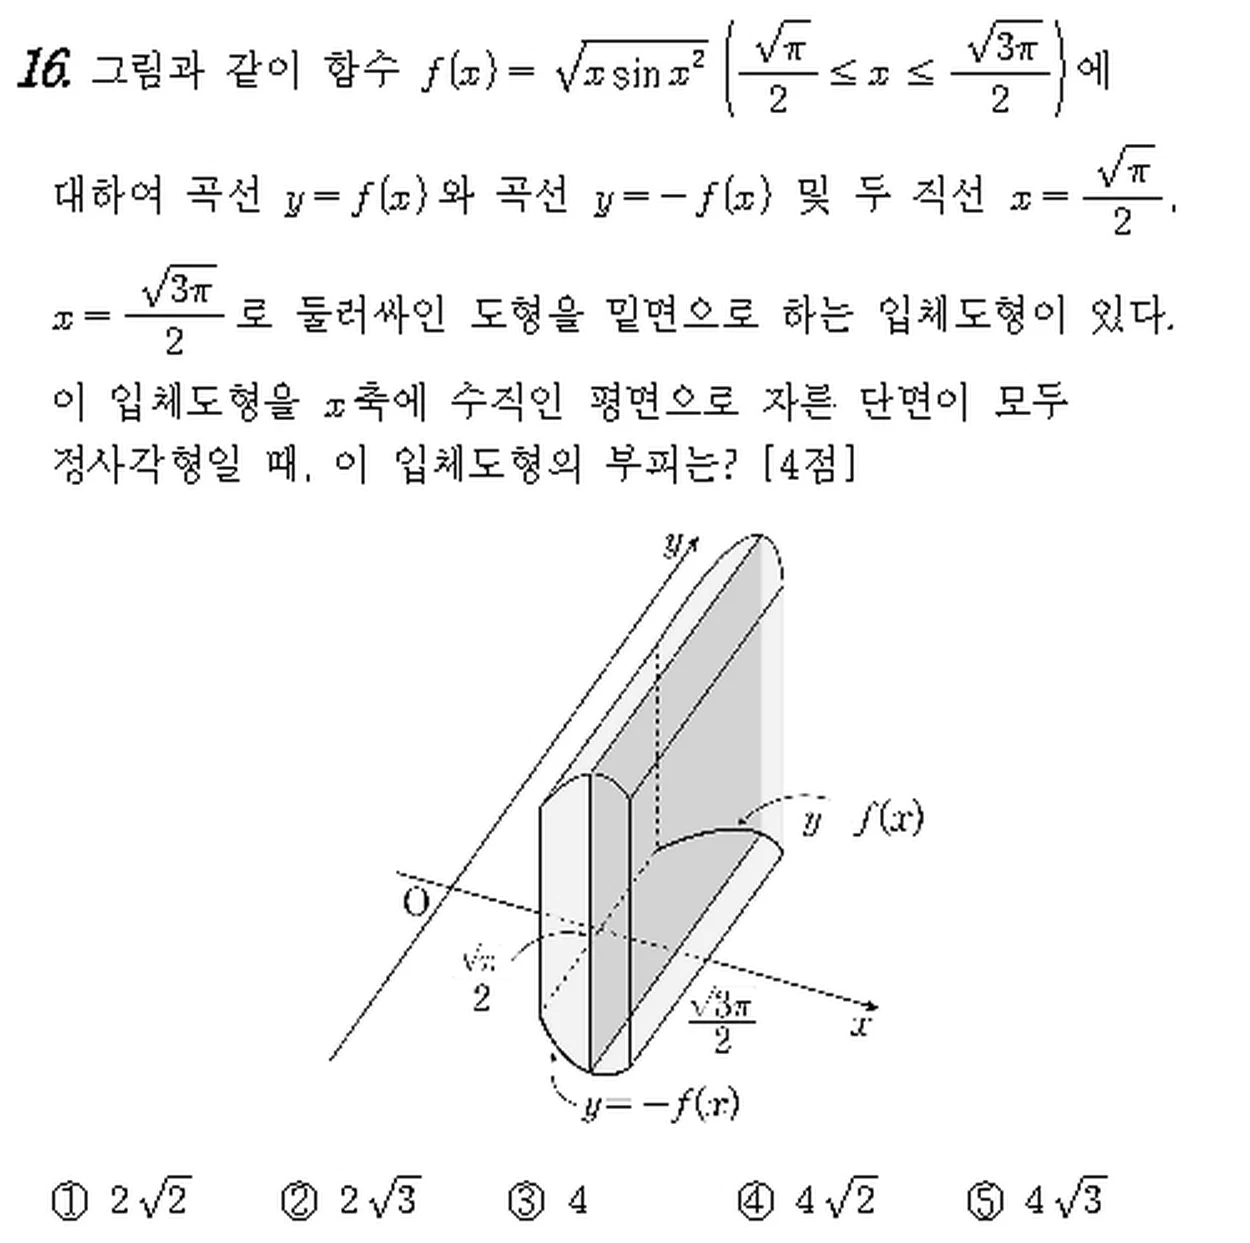 16. 그림과 같이 함수 f(x) = √(x sin x²) (√π/2 ≤ x ≤ √(3π)/2)에
대하여 곡선 y = f(x)와 곡선 y = −f(x) 및 두 직선 x = √π/2,
x = √(3π)/2 로 둘러싸인 도형을 밑면으로 하는 입체도형이 있다.
이 입체도형을 x축에 수직인 평면으로 자른 단면이 모두
정사각형일 때, 이 입체도형의 부피는? [4점]
y
y f(x)
O
√π/2
√(3π)/2
x
y = −f(x)
① 2√2 ② 2√3 ③ 4 ④ 4√2 ⑤ 4√3